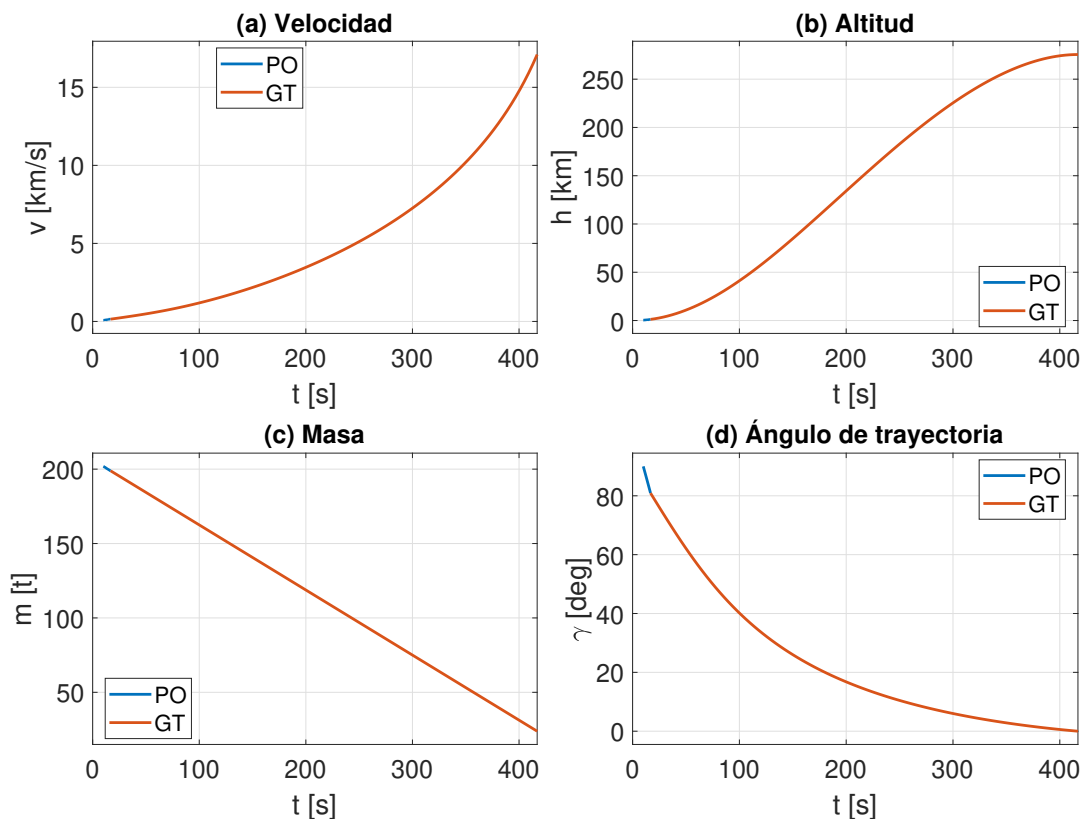 (a) Velocidad
v [km/s]
15
10
5
0
0 100 200 300 400
t [s]
PO
GT
(b) Altitud
h [km]
250
200
150
100
50
0
0 100 200 300 400
t [s]
PO
GT
(c) Masa
m [t]
200
150
100
50
0 100 200 300 400
t [s]
PO
GT
(d) Ángulo de trayectoria
γ [deg]
80
60
40
20
0
0 100 200 300 400
t [s]
PO
GT